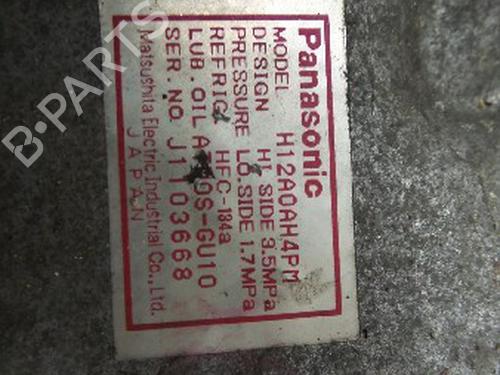 Panasonic
MODEL H12A0AH4PM
DESIGN HI SIDE 3.5MPa
PRESSURE LO.SIDE 1.7MPa
REFRIG. HFC-134a
LUB. OIL GU10
SER. NO. J1103668
Matsushita Electric Industrial Co., Ltd.
JAPAN
B-PARTS